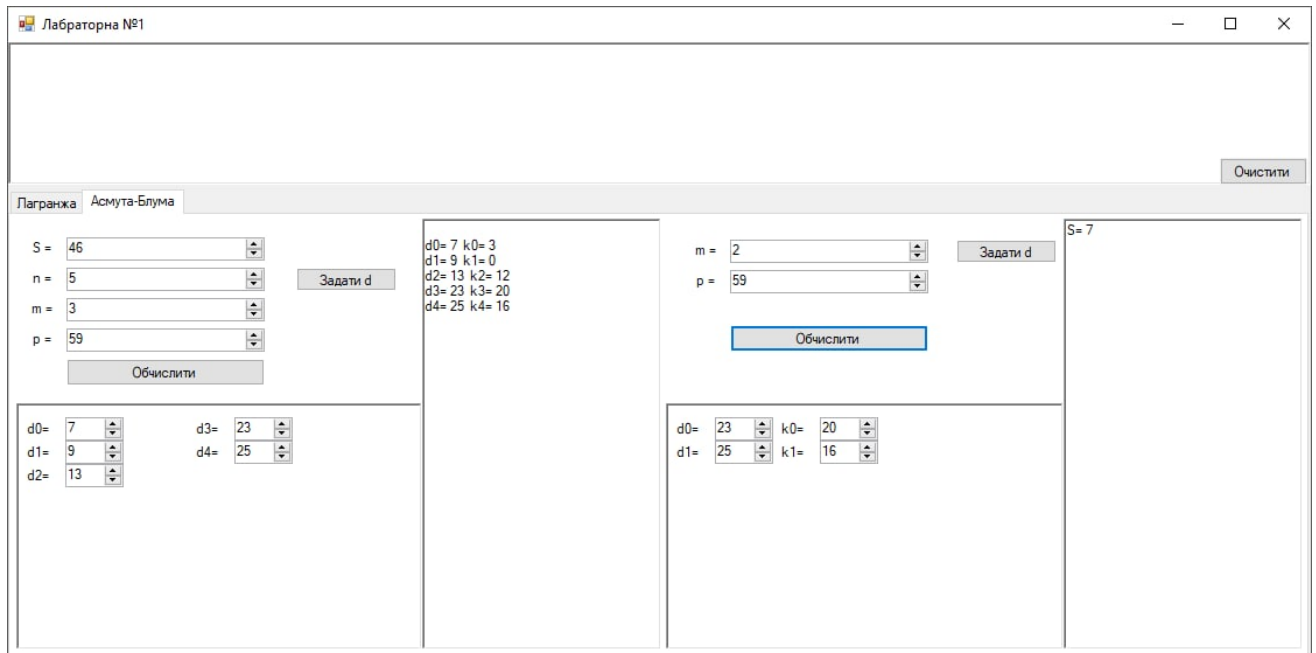 Лабраторна №1
Очистити
Лагранжа Асмута-Блума
S = 46
n = 5
Задати d
m = 3
p = 59
Обчислити
d0= 7 k0= 3
d1= 9 k1= 0
d2= 13 k2= 12
d3= 23 k3= 20
d4= 25 k4= 16
m = 2
Задати d
p = 59
Обчислити
S= 7
d0= 7 d3= 23
d1= 9 d4= 25
d2= 13
d0= 23 k0= 20
d1= 25 k1= 16